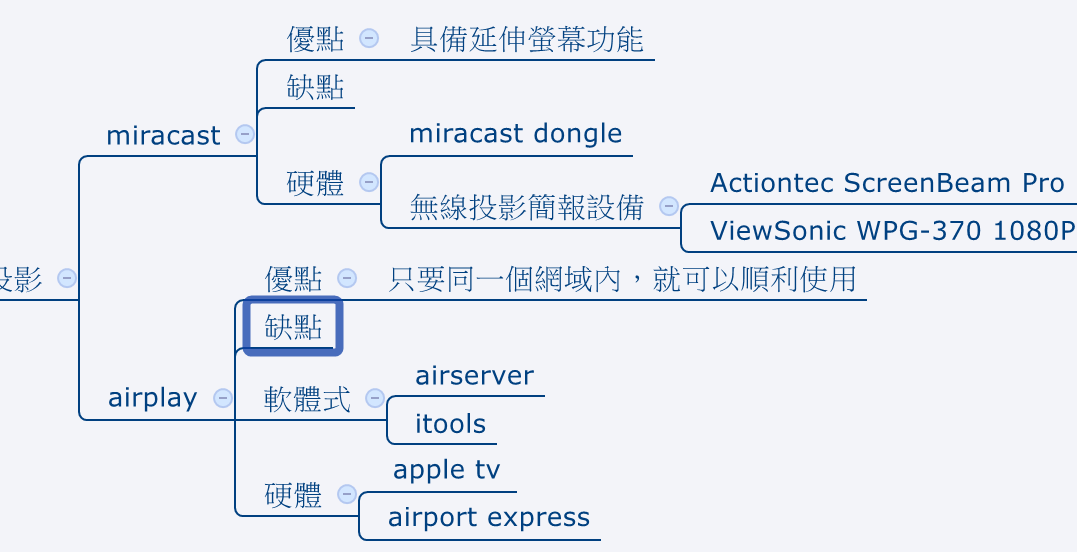 優點
具備延伸螢幕功能
缺點
miracast
miracast dongle
硬體
無線投影簡報設備
Actiontec ScreenBeam Pro
ViewSonic WPG-370 1080P
投影
優點
只要同一個網域內，就可以順利使用
缺點
airplay
軟體式
airserver
itools
硬體
apple tv
airport express